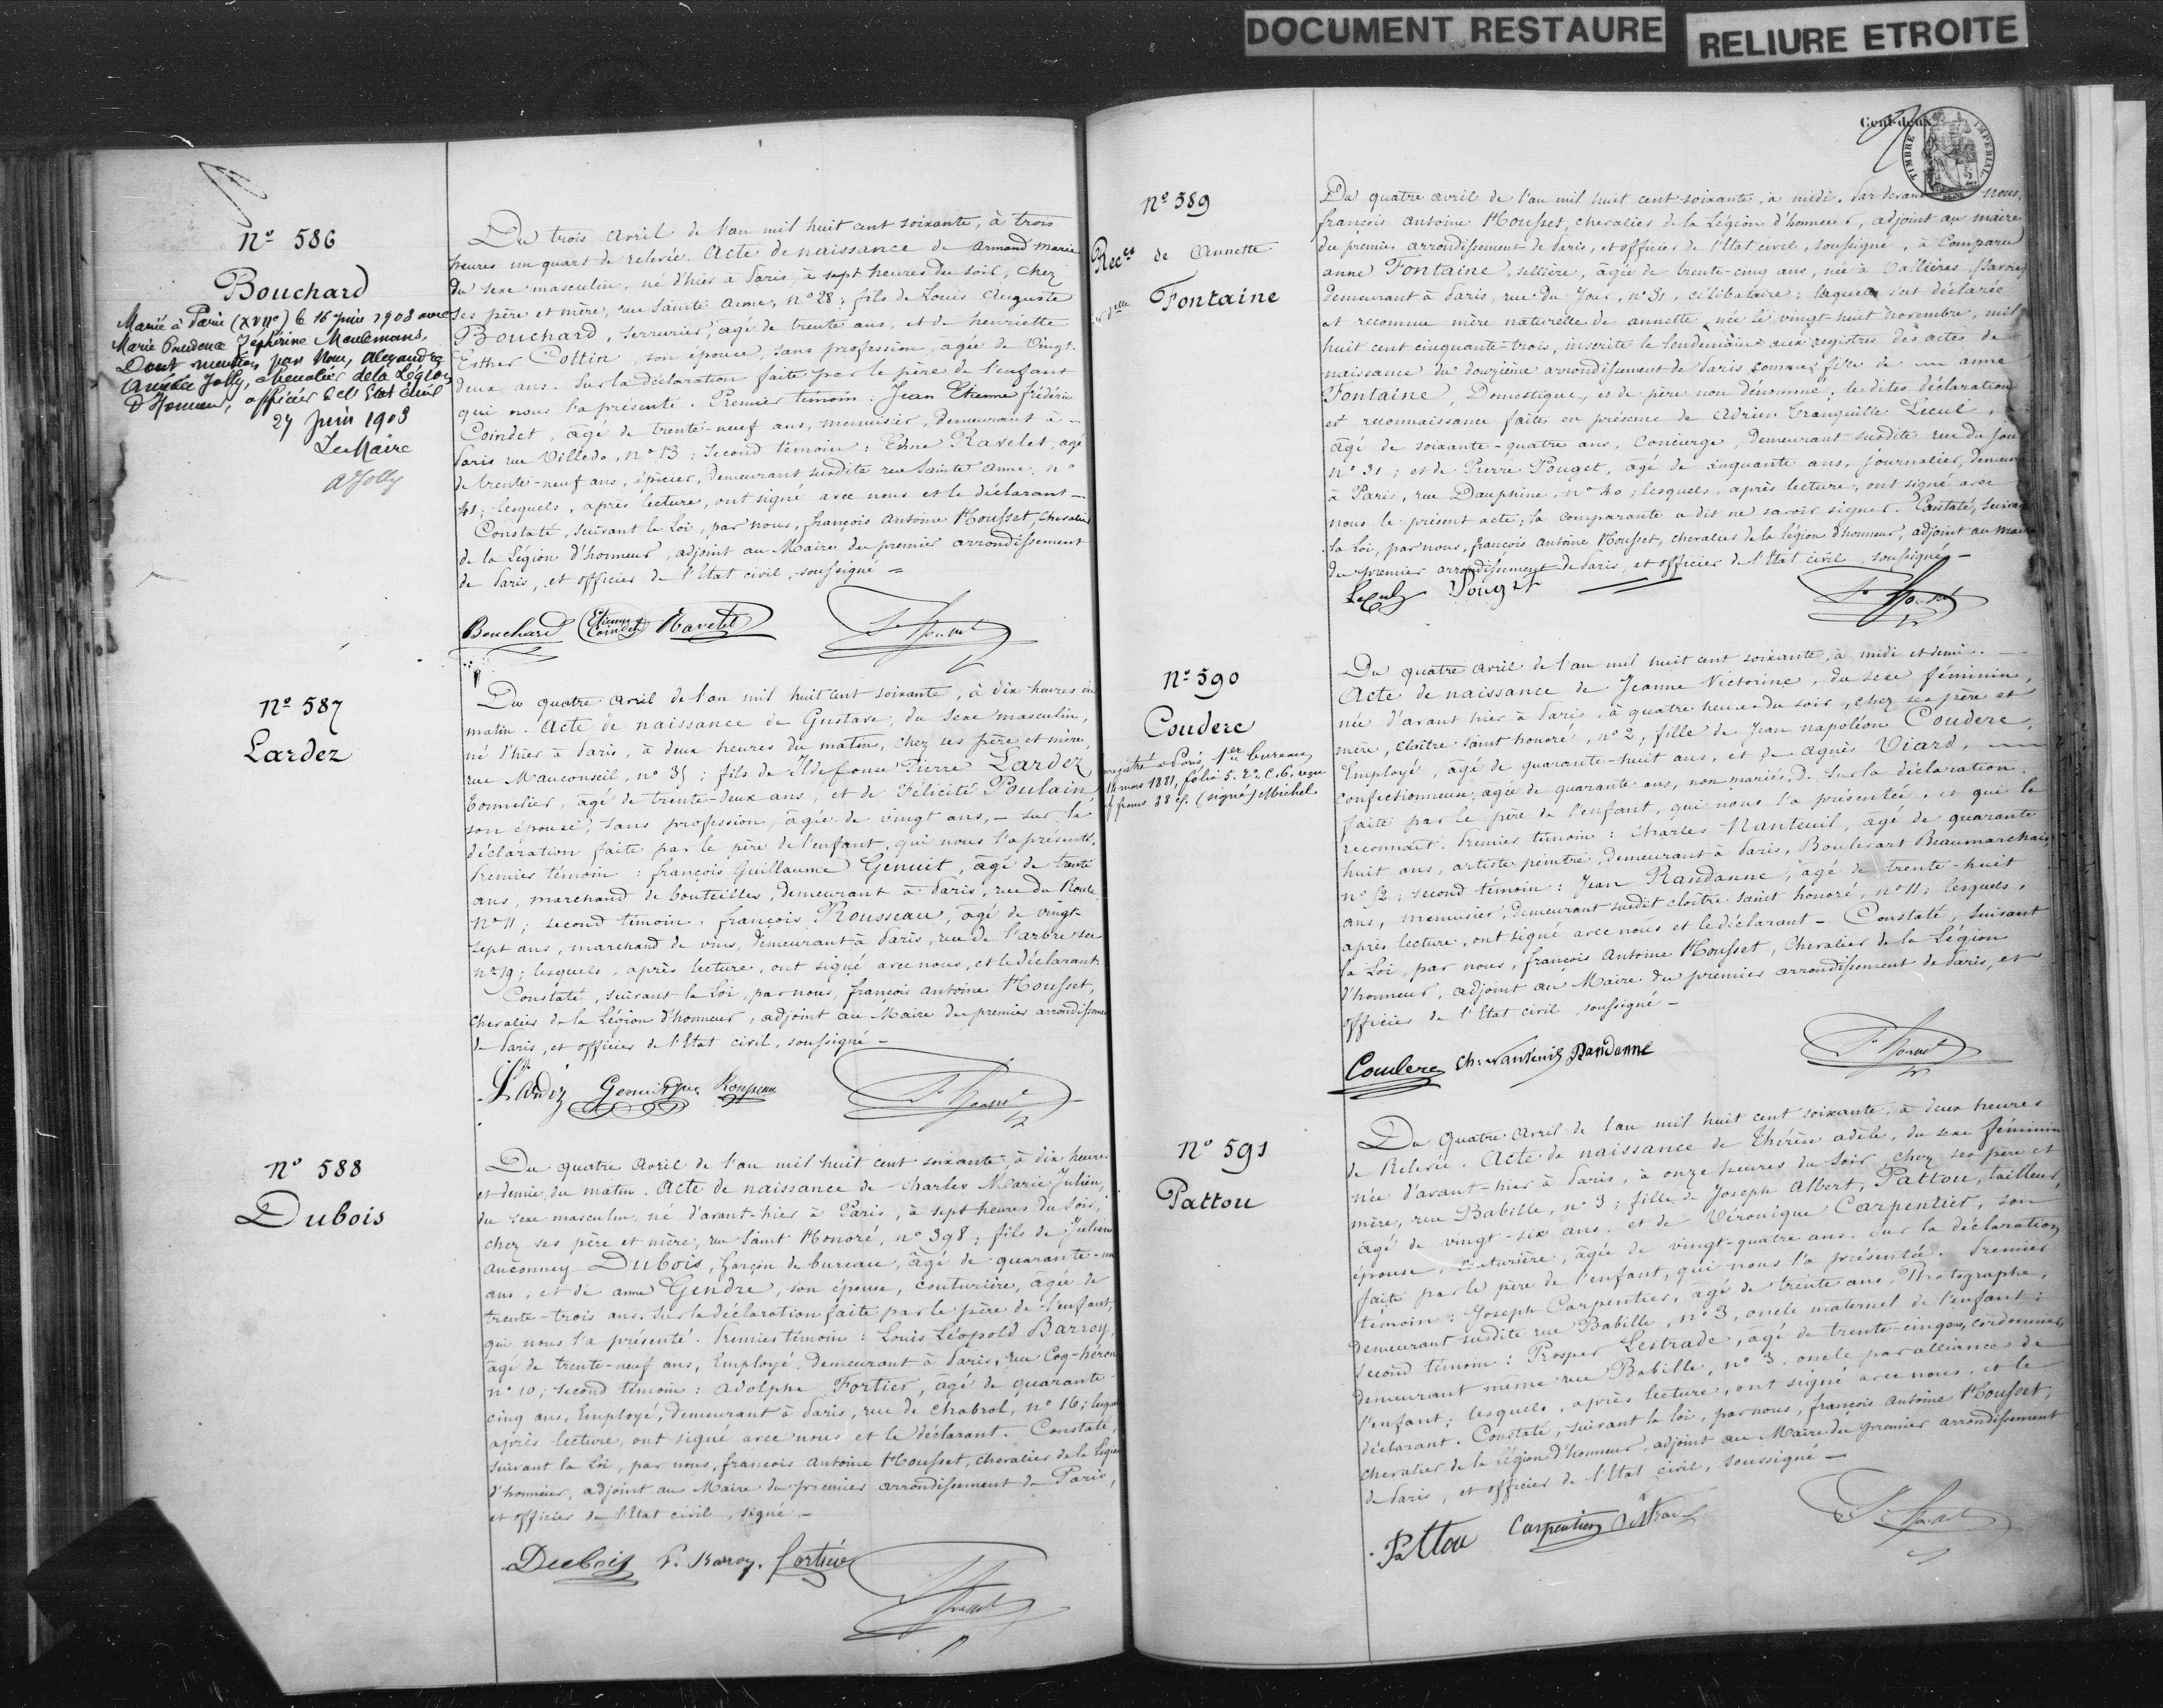 DOCUMENT RESTAURE
RELIURE ETROITE
Nº 586
Bouchard
Marié à Paris (XVIIe) le 16 juin 1903 avec
Marie Prudence Zéphirine Meulemans,
Dont mention par Nous, Alexandre
Amédée Jolly, chevalier de la Légion
d'Honneur, officier de l'Etat civil
27 juin 1903
Le Maire
AJolly
Du trois avril de l'an mil huit cent soixante, à trois
heures un quart de relevée. Acte de naissance de Armand Marie
du sexe masculin, né d'hier à Paris, à sept heures du soir, chez
ses père et mère, rue Sainte Anne, nº 28; fils de Louis Auguste
Bouchard, serrurier, âgé de trente ans, et de henriette
Esther Cottin, son épouse, sans profession, âgée de vingt-
deux ans. Sur la déclaration faite par le père de l'enfant
qui nous l'a présenté. Premier témoin: Jean Etienne frédéric
Coindet, âgé de trente-neuf ans, menuisier, demeurant à -
Paris rue Villedo, nº 13; Second témoin: Edme Ravelet, agé
de trente-neuf ans, épicier, demeurant susdite rue Sainte Anne, nº
41; lesquels, après lecture, ont signé avec nous et le déclarant -
Constaté, suivant la Loi, par nous, françois antoine Housset, chevalier
de la Légion d'honneur, adjoint au Maire du premier arrondissement
de Paris, et officier de l'Etat civil, soussigné =
Bouchard Etienne Coindet Ravelet
Nº 587
Lardez
Du quatre avril de l'an mil huit cent soixante, à dix heures du
matin. Acte de naissance de Gustave, du sexe masculin,
né d'hier à Paris, à deux heures du matin, chez ses père et mère,
rue Mauconseil, nº 35; fils de Ildefonse Pierre Lardez
tonnelier, âgé de trente-deux ans, et de Félicité Poulain
son épouse, sans profession, âgée de vingt ans, - sur la
déclaration faite par le père de l'enfant, qui nous l'a présenté.
Premier témoin: françois Guillaume Génuit, âgé de trente
ans, marchand de bouteilles, demeurant à Paris, rue du Roule
nº 11; second témoin: françois Rousseau, âgé de vingt-
sept ans, marchand de vins, demeurant à Paris, rue de l'arbre sec
nº 19; lesquels, après lecture, ont signé avec nous, et le déclarant.
Constaté, suivant la Loi, par nous, françois antoine Housset,
chevalier de la Légion d'honneur, adjoint au Maire du premier arrondissement
de Paris, et officier de l'Etat civil, soussigné -
Lardez Genuit Rousseau
Nº 588
Dubois
Du quatre avril de l'an mil huit cent soixante, à dix heures
et demie du matin. Acte de naissance de Charles Marie Julien,
du sexe masculin, né d'avant-hier à Paris, à sept heures du soir,
chez ses père et mère, rue Saint Honoré, nº 398; fils de Julien
auconney Dubois, Garçon de bureau, âgé de quarante-un
ans, et de anne Gendre, son épouse, couturière, âgée de
trente-trois ans. Sur la déclaration faite par le père de l'enfant,
qui nous l'a présenté. Premier témoin: Louis Léopold Barroy,
âgé de trente-neuf ans, Employé, demeurant à Paris, rue Coq-héron
nº 10; second témoin: adolphe Fortier, âgé de quarante-
cinq ans, Employé, demeurant à Paris, rue de chabrol, nº 16; lesquels
après lecture, ont signé avec nous et le déclarant. Constaté,
suivant la Loi, par nous, françois antoine Housset, chevalier de la Légion
d'honneur, adjoint au Maire du premier arrondissement de Paris,
et officier de l'Etat civil, signé -
Dubois Barroy. fortier
Cent-deux
TIMBRE IMPERIAL
Nº 589
Recce de Annette
Fontaine
Du quatre avril de l'an mil huit cent soixante, à midi. Par devant nous,
françois antoine Housset, chevalier de la Légion d'honneur, adjoint au maire
du premier arrondissement de Paris, et officier de l'Etat civil, soussigné, à Comparu
anne Fontaine, sellière, âgée de trente-cinq ans, née à Vallières (Savoie)
demeurant à Paris, rue du Jour, nº 31, célibataire; laquelle s'est déclarée
et reconnue mère naturelle de annette, née le vingt-huit novembre, mil
huit cent cinquante-trois, inscrite le lendemain aux registres des actes de
naissance du douzième arrondissement de Paris comme fille de anne
Fontaine, Domestique, et de père non dénommé; lesdites déclaration
et reconnaissance faites en présence de Adrien Tranquille Lecul,
âgé de soixante-quatre ans, Concierge, demeurant susdite rue du Jour
nº 31; et de Pierre Pouget, âgé de cinquante ans, journalier, demeurant
à Paris, rue Dauphine, nº 40; lesquels, après lecture, ont signé avec
nous le présent acte; la comparante a dit ne savoir signer. Constaté, suivant
la Loi, par nous, françois antoine Housset, chevalier de la légion d'honneur, adjoint au maire
du premier arrondissement de Paris, et officier de l'Etat civil, soussigné -
Lecul Pouget
Nº 590
Couderc
enregistré à Paris, 1er bureau,
14 mars 1881, folio 5. Rº. C. 6, reçu
francs 38 c. (signé) Michel
Du quatre avril de l'an mil huit cent soixante, à midi et demi. -
Acte de naissance de Jeanne Victorine, du sexe féminin,
née d'avant hier à Paris, à quatre heures du soir, chez ses père et
mère, cloître saint honoré, nº 2, fille de Jean napoléon Couderc,
Employé, âgé de quarante-huit ans, et de agnès Viard,
Confectionneuse, agée de quarante ans, non mariés. Sur la déclaration
faite par le père de l'enfant, qui nous l'a présentée, et qui la
reconnaît. Premier témoin: Charles Nanteuil, âgé de quarante
huit ans, artiste peintre, demeurant à Paris, Boulevart Beaumarchais
nº 52; second témoin: Jean Randanne, âgé de trente-huit
ans, menuisier, demeurant susdit cloître saint honoré, nº 11; lesquels,
après lecture, ont signé avec nous et le déclarant - Constaté, suivant
la Loi, par nous, françois Antoine Housset, Chevalier de la Légion
d'honneur, adjoint au Maire du premier arrondissement de Paris, et
officier de l'Etat civil, soussigné -
Couderc Ch. Nanteuil Randanne
Nº 591
Pattou
Du quatre avril de l'an mil huit cent soixante, à deux heures
de Relevée. Acte de naissance de Thérèse adèle, du sexe féminin
née d'avant-hier à Paris, à onze heures du soir, chez ses père et
mère, rue Babille, nº 3; fille de Joseph Albert, Pattou, tailleur,
âgé de vingt-six ans, et de Véronique Carpentier, son
épouse, couturière, âgée de vingt-quatre ans. Sur la déclaration
faite par le père de l'enfant, qui nous l'a présentée. Premier
témoin: Joseph Carpentier, âgé de trente ans, Photographe,
demeurant susdite rue Babille, nº 3, oncle maternel de l'enfant;
second témoin: Prosper Lestrade, âgé de trente-cinq ans, cordonnier,
demeurant même rue Babille, nº 3, oncle par alliance de
l'enfant; lesquels, après lecture, ont signé avec nous, et le
déclarant. Constaté, suivant la loi, par nous, françois antoine Housset,
chevalier de la Légion d'honneur, adjoint au Maire du premier arrondissement
de Paris, et officier de l'Etat civil, soussigné -
Pattou Carpentier Lestrade